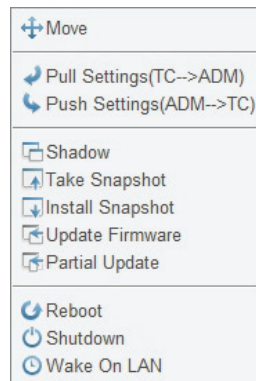 Move
Pull Settings(TC-->ADM)
Push Settings(ADM-->TC)
Shadow
Take Snapshot
Install Snapshot
Update Firmware
Partial Update
Reboot
Shutdown
Wake On LAN